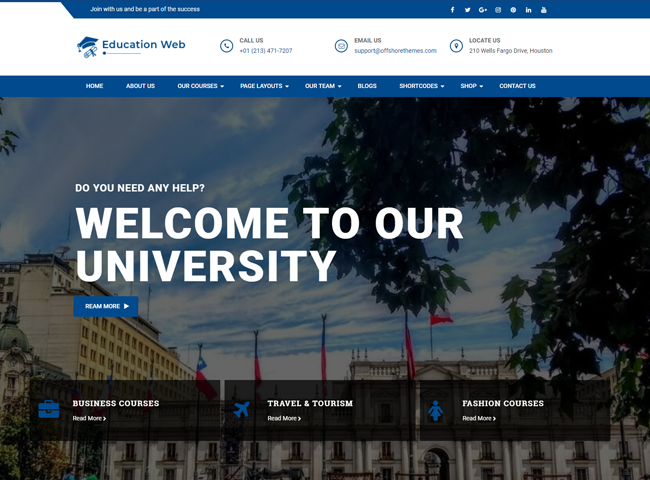 Join with us and be a part of the success
Education Web
CALL US
+01 (213) 471-7207
EMAIL US
support@offshorethemes.com
LOCATE US
210 Wells Fargo Drive, Houston
HOME ABOUT US OUR COURSES PAGE LAYOUTS OUR TEAM BLOGS SHORTCODES SHOP CONTACT US
DO YOU NEED ANY HELP?
WELCOME TO OUR
UNIVERSITY
REAM MORE
BUSINESS COURSES
Read More
TRAVEL & TOURISM
Read More
FASHION COURSES
Read More